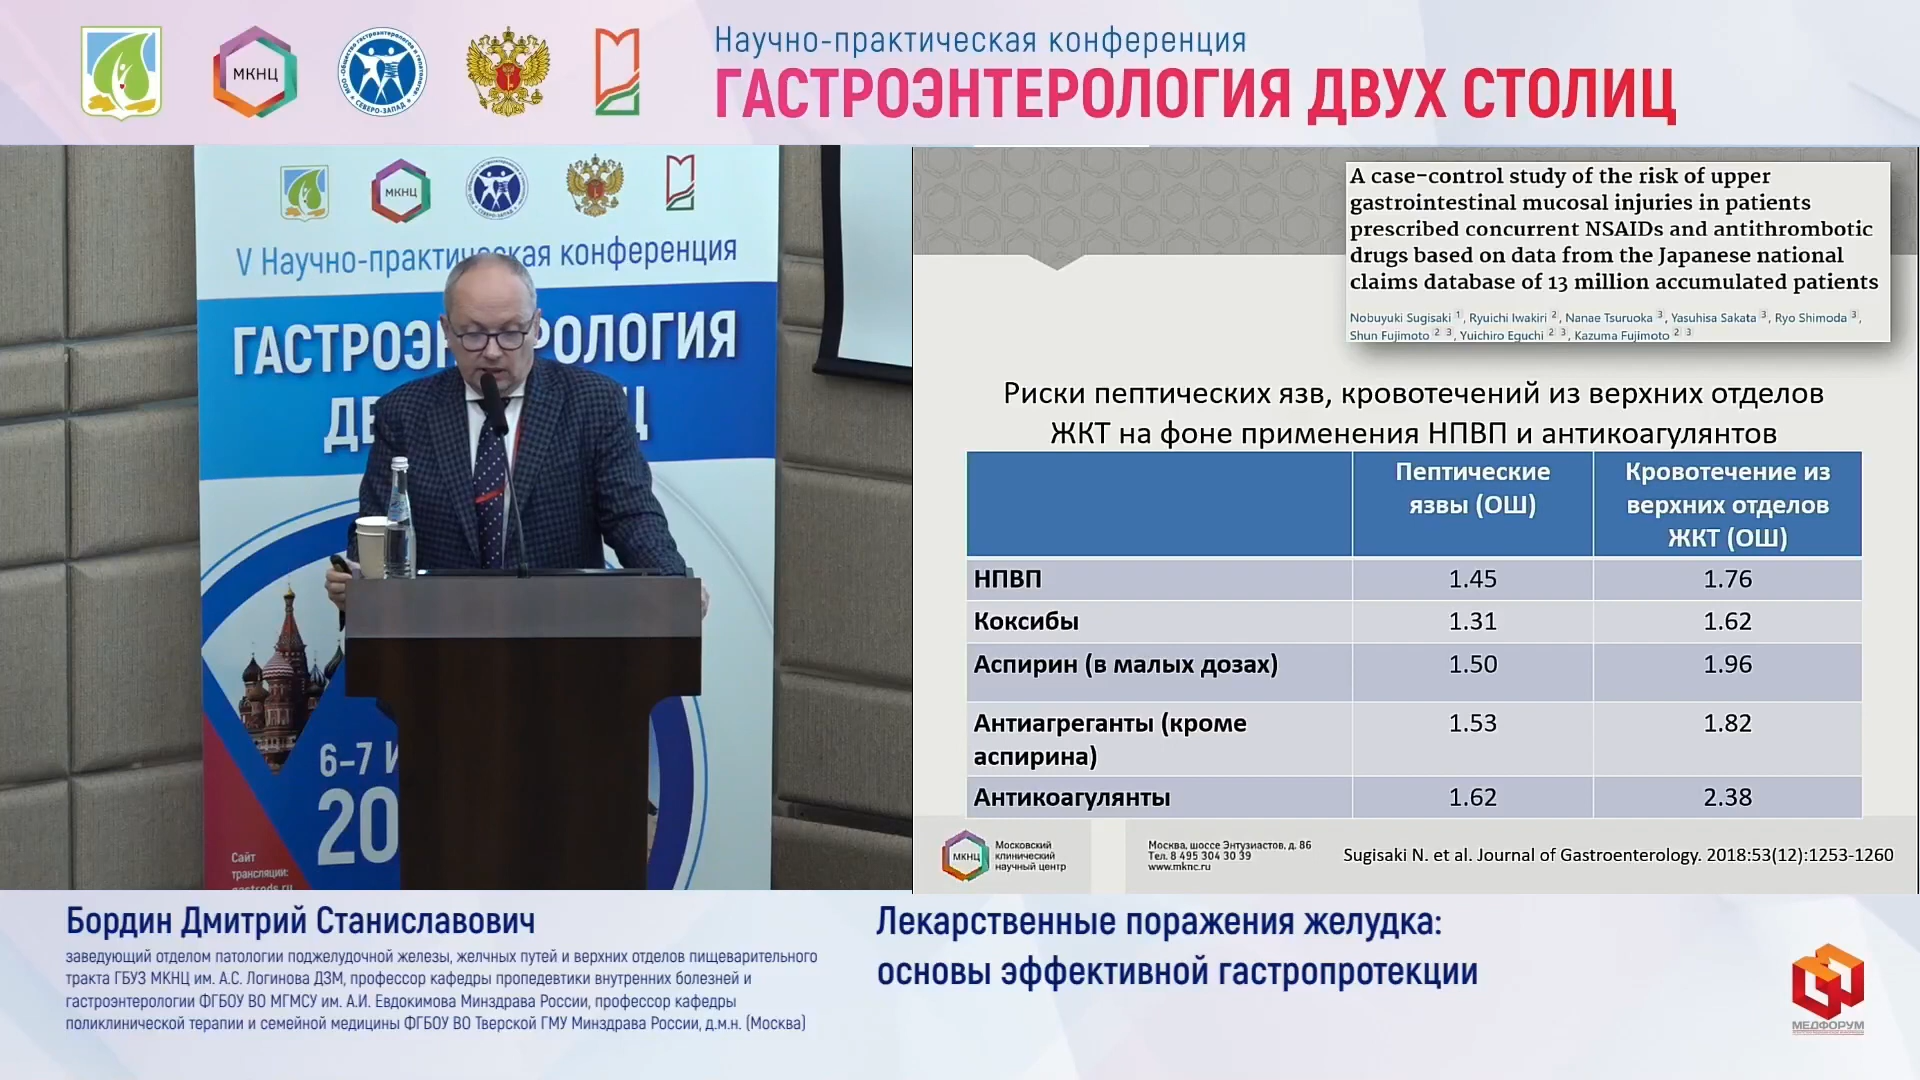 МКНЦ
МОО «Общество гастроэнтерологов и гепатологов»
СЕВЕРО-ЗАПАД
Научно-практическая конференция
ГАСТРОЭНТЕРОЛОГИЯ ДВУХ СТОЛИЦ
МКНЦ
V Научно-практическая конференция
ГАСТРОЭН ОЛОГИЯ
ДВ Ц
6–7 И
20
Сайт
трансляции:
gastrods.ru
A case-control study of the risk of upper
gastrointestinal mucosal injuries in patients
prescribed concurrent NSAIDs and antithrombotic
drugs based on data from the Japanese national
claims database of 13 million accumulated patients
Nobuyuki Sugisaki 1, Ryuichi Iwakiri 2, Nanae Tsuruoka 3, Yasuhisa Sakata 3, Ryo Shimoda 3,
Shun Fujimoto 2 3, Yuichiro Eguchi 2 3, Kazuma Fujimoto 2 3
Риски пептических язв, кровотечений из верхних отделов
ЖКТ на фоне применения НПВП и антикоагулянтов
Пептические
язвы (ОШ)
Кровотечение из
верхних отделов
ЖКТ (ОШ)
НПВП 1.45 1.76
Коксибы 1.31 1.62
Аспирин (в малых дозах) 1.50 1.96
Антиагреганты (кроме
аспирина) 1.53 1.82
Антикоагулянты 1.62 2.38
МКНЦ
Московский
клинический
научный центр
Москва, шоссе Энтузиастов, д. 86
Тел. 8 495 304 30 39
www.mknc.ru
Sugisaki N. et al. Journal of Gastroenterology. 2018:53(12):1253-1260
Бордин Дмитрий Станиславович
заведующий отделом патологии поджелудочной железы, желчных путей и верхних отделов пищеварительного
тракта ГБУЗ МКНЦ им. А.С. Логинова ДЗМ, профессор кафедры пропедевтики внутренних болезней и
гастроэнтерологии ФГБОУ ВО МГМСУ им. А.И. Евдокимова Минздрава России, профессор кафедры
поликлинической терапии и семейной медицины ФГБОУ ВО Тверской ГМУ Минздрава России, д.м.н. (Москва)
Лекарственные поражения желудка:
основы эффективной гастропротекции
МЕДФОРУМ